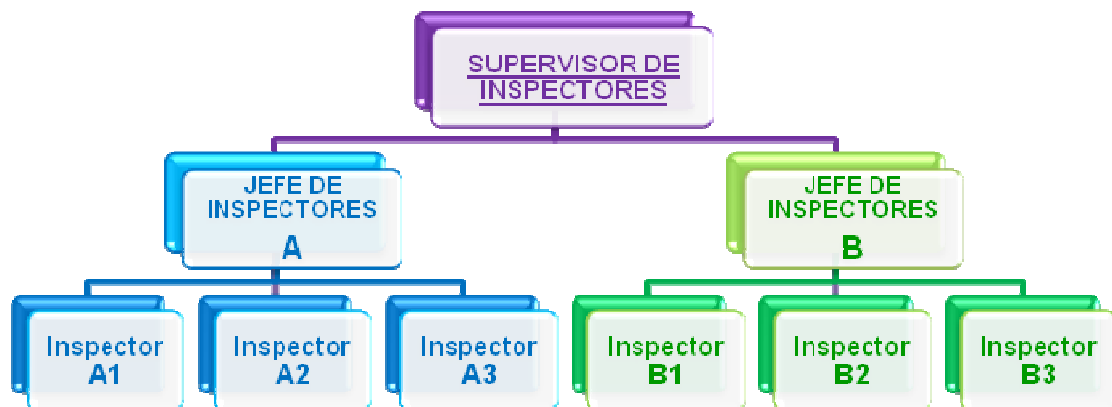 SUPERVISOR DE
INSPECTORES
JEFE DE
INSPECTORES
A
JEFE DE
INSPECTORES
B
Inspector
A1
Inspector
A2
Inspector
A3
Inspector
B1
Inspector
B2
Inspector
B3